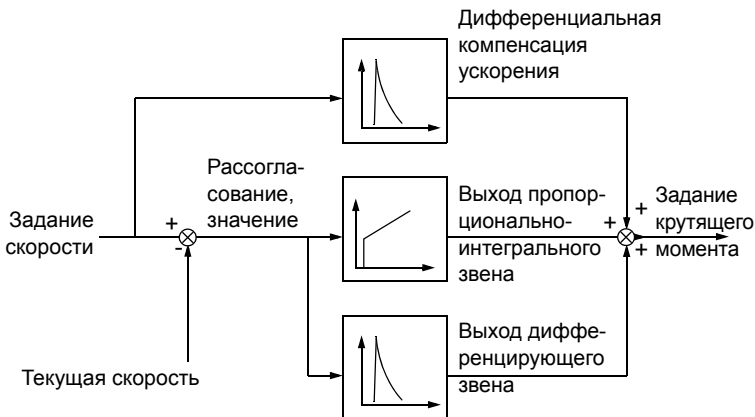 Дифференциальная
компенсация
ускорения
Рассогла-
сование,
значение
Задание
скорости
+
-
Выход пропор-
ционально-
интегрального
звена
+
+
+
Задание
крутящего
момента
Текущая скорость
Выход диффе-
ренцирующего
звена